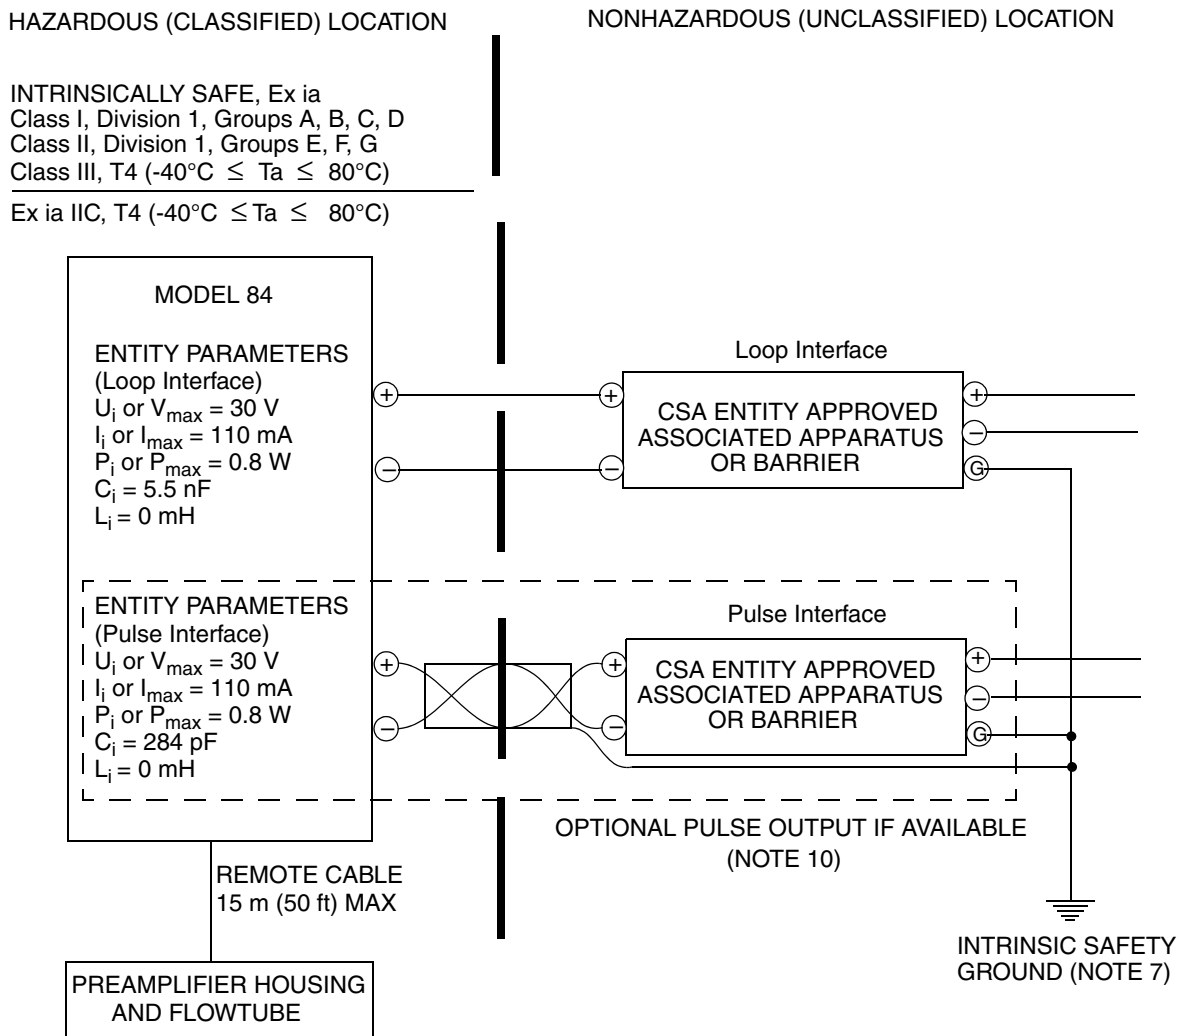 HAZARDOUS (CLASSIFIED) LOCATION
NONHAZARDOUS (UNCLASSIFIED) LOCATION
INTRINSICALLY SAFE, Ex ia
Class I, Division 1, Groups A, B, C, D
Class II, Division 1, Groups E, F, G
Class III, T4 (-40°C ≤ Ta ≤ 80°C)
Ex ia IIC, T4 (-40°C ≤ Ta ≤ 80°C)
MODEL 84
ENTITY PARAMETERS
(Loop Interface)
Ui or Vmax = 30 V
Ii or Imax = 110 mA
Pi or Pmax = 0.8 W
Ci = 5.5 nF
Li = 0 mH
+
−
Loop Interface
+
−
CSA ENTITY APPROVED
ASSOCIATED APPARATUS
OR BARRIER
+
−
G
ENTITY PARAMETERS
(Pulse Interface)
Ui or Vmax = 30 V
Ii or Imax = 110 mA
Pi or Pmax = 0.8 W
Ci = 284 pF
Li = 0 mH
+
−
Pulse Interface
+
−
CSA ENTITY APPROVED
ASSOCIATED APPARATUS
OR BARRIER
+
−
G
OPTIONAL PULSE OUTPUT IF AVAILABLE
(NOTE 10)
REMOTE CABLE
15 m (50 ft) MAX
INTRINSIC SAFETY
GROUND (NOTE 7)
PREAMPLIFIER HOUSING
AND FLOWTUBE